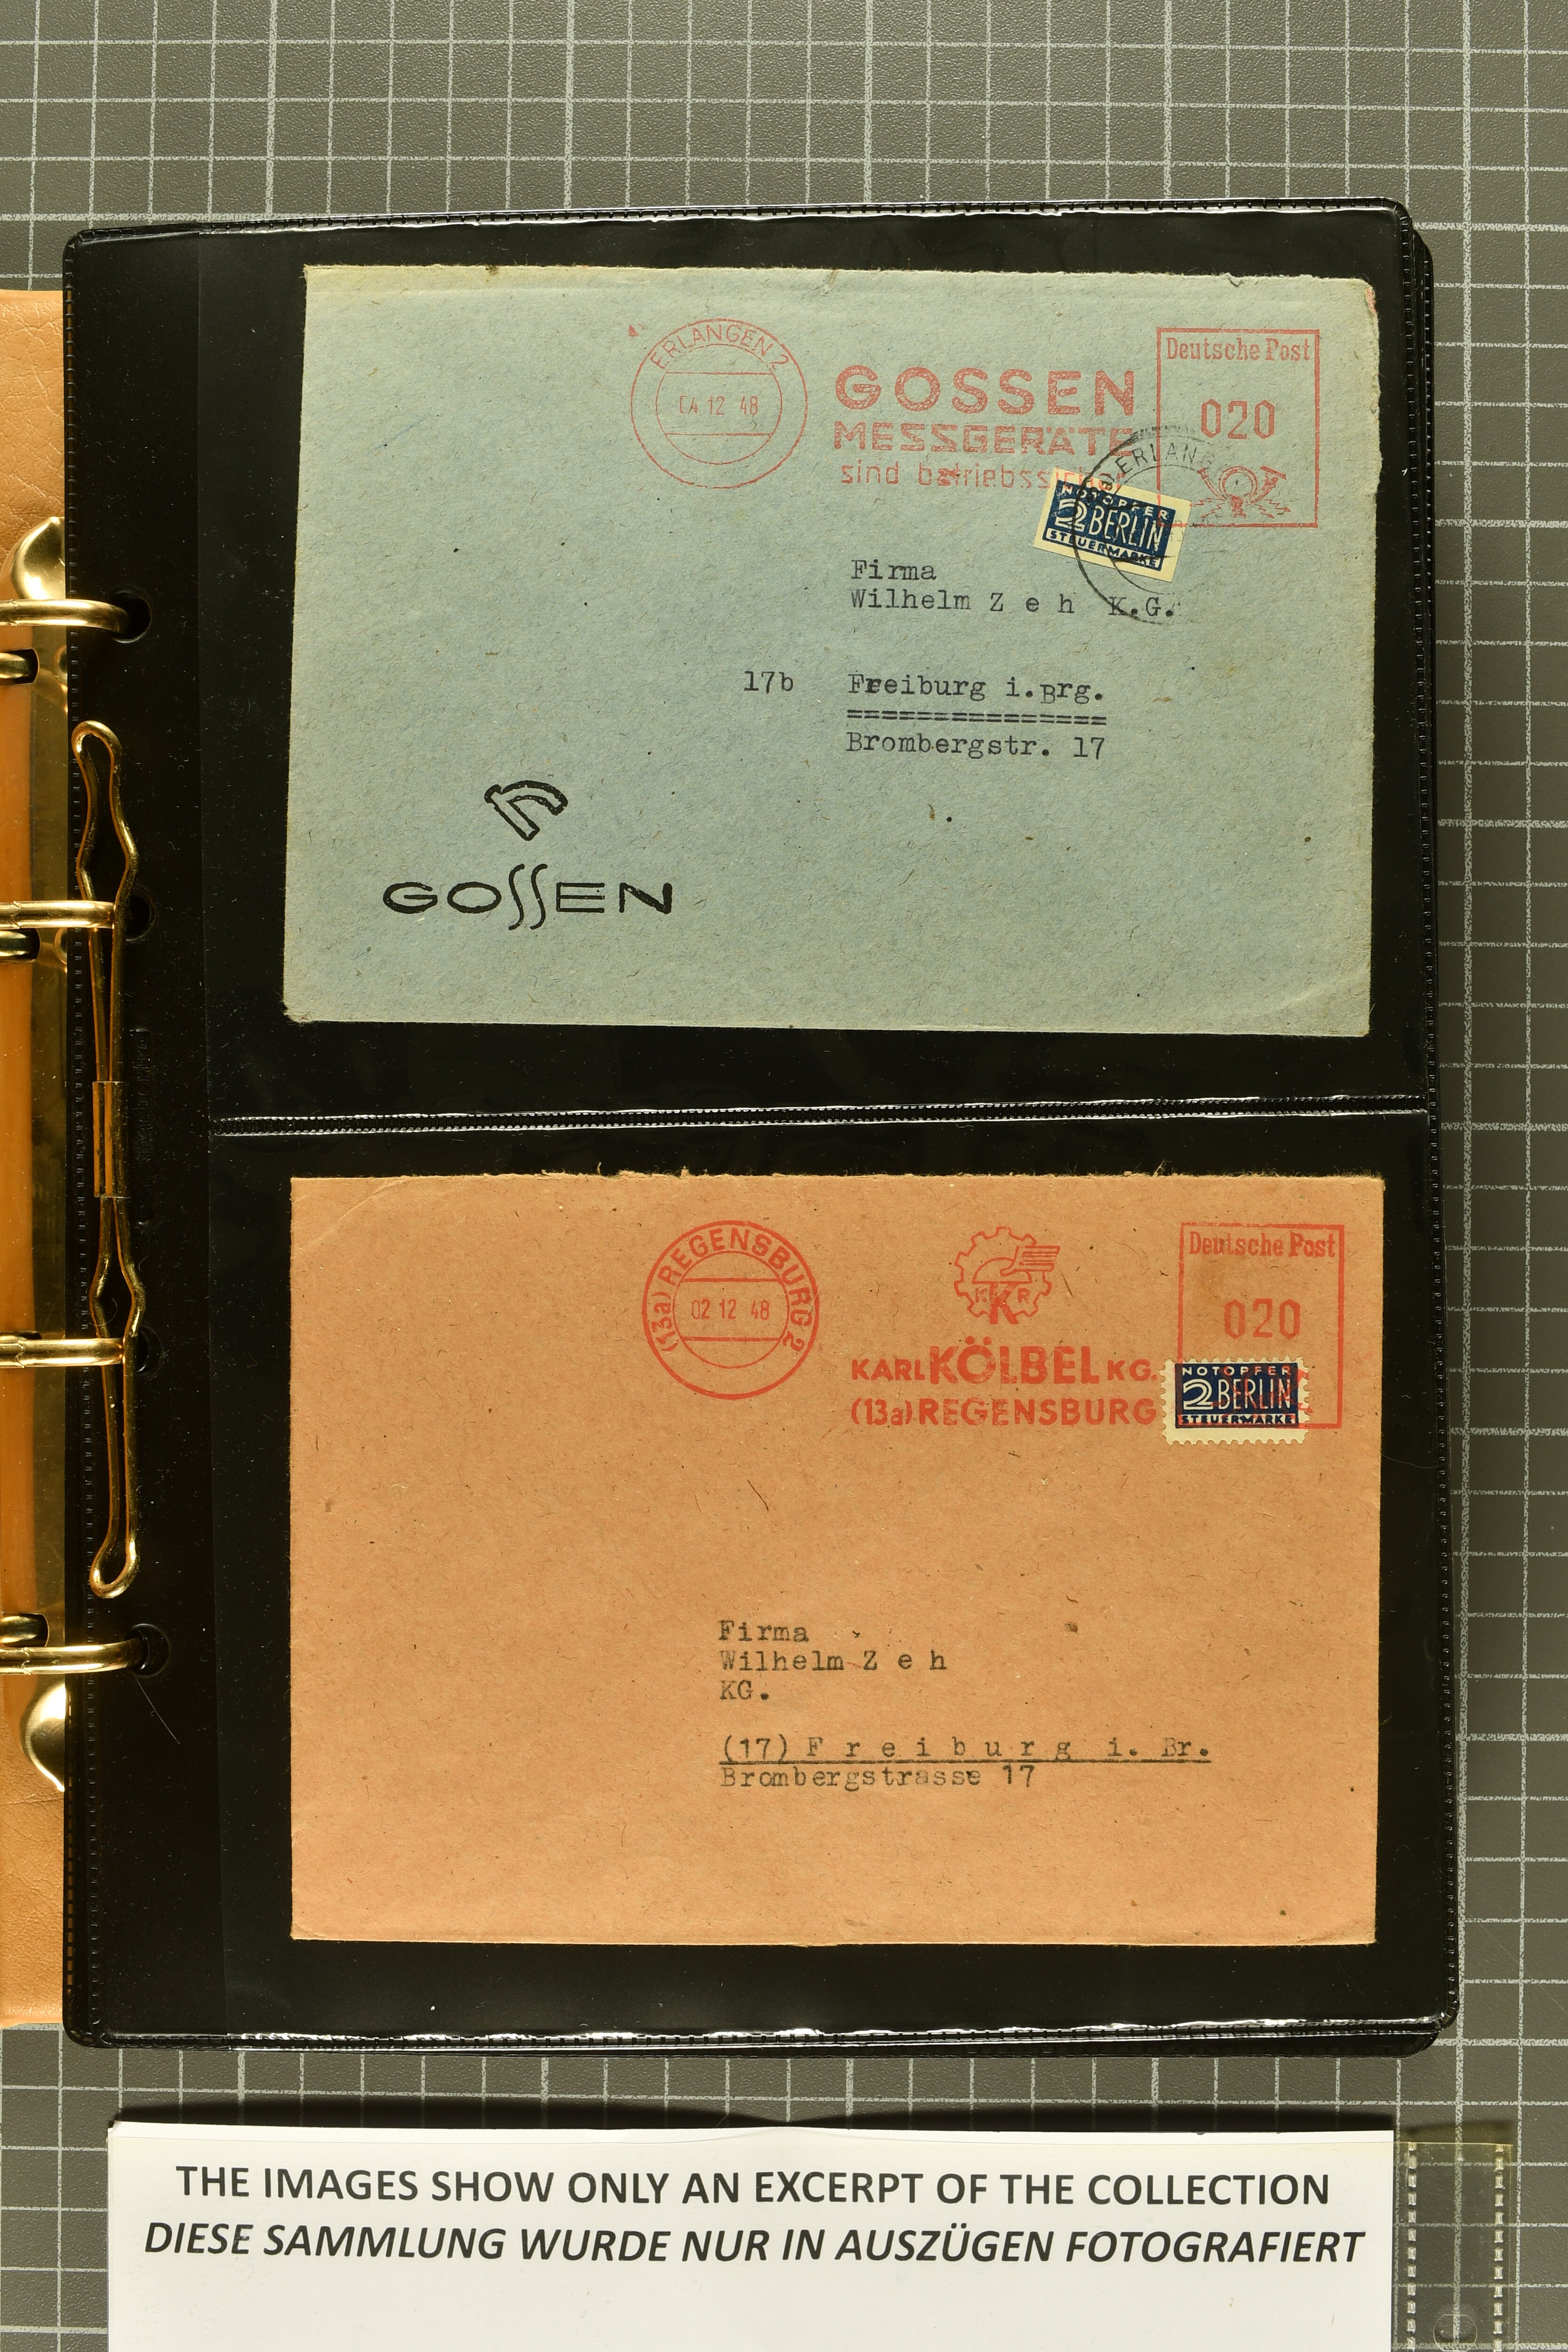 ERLANGEN 2
04 12 48
GOSSEN
MESSGERÄTE
sind betriebssicher
Deutsche Post
020
ERLANG
NOTOPFER
2 BERLIN
STEUERMARKE
Firma
Wilhelm Z e h K.G.
17b Freiburg i.Brg.
===============
Brombergstr. 17
GOSSEN
(13a) REGENSBURG 2
02 12 48
K K R
KARL KÖLBEL KG.
(13a) REGENSBURG
Deutsche Post
020
NOTOPFER
2 BERLIN
STEUERMARKE
Firma
Wilhelm Z e h
KG.
(17) F r e i b u r g i. Br.
Brombergstrasse 17
THE IMAGES SHOW ONLY AN EXCERPT OF THE COLLECTION
DIESE SAMMLUNG WURDE NUR IN AUSZÜGEN FOTOGRAFIERT